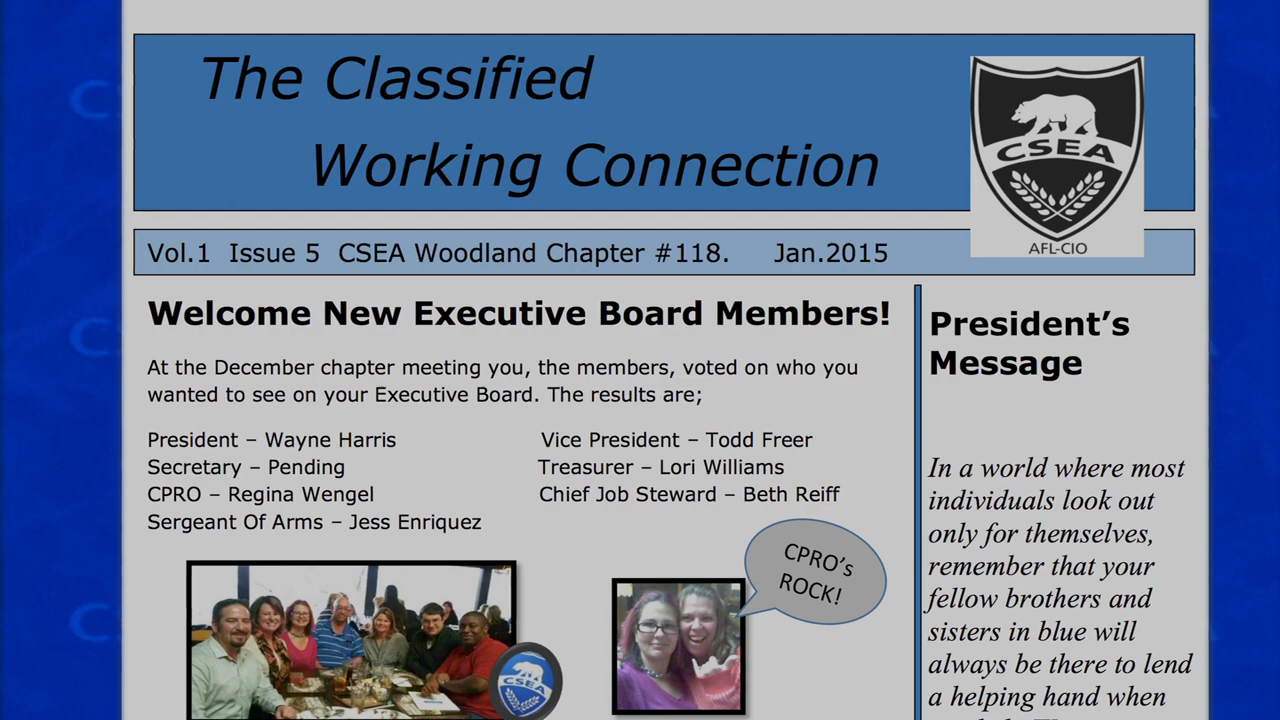 The Classified
Working Connection
CSEA
AFL-CIO
Vol.1 Issue 5 CSEA Woodland Chapter #118. Jan.2015
Welcome New Executive Board Members!
At the December chapter meeting you, the members, voted on who you
wanted to see on your Executive Board. The results are;
President – Wayne Harris Vice President – Todd Freer
Secretary – Pending Treasurer – Lori Williams
CPRO – Regina Wengel Chief Job Steward – Beth Reiff
Sergeant Of Arms – Jess Enriquez
CPRO's
ROCK!
CSEA
President’s
Message
In a world where most
individuals look out
only for themselves,
remember that your
fellow brothers and
sisters in blue will
always be there to lend
a helping hand when